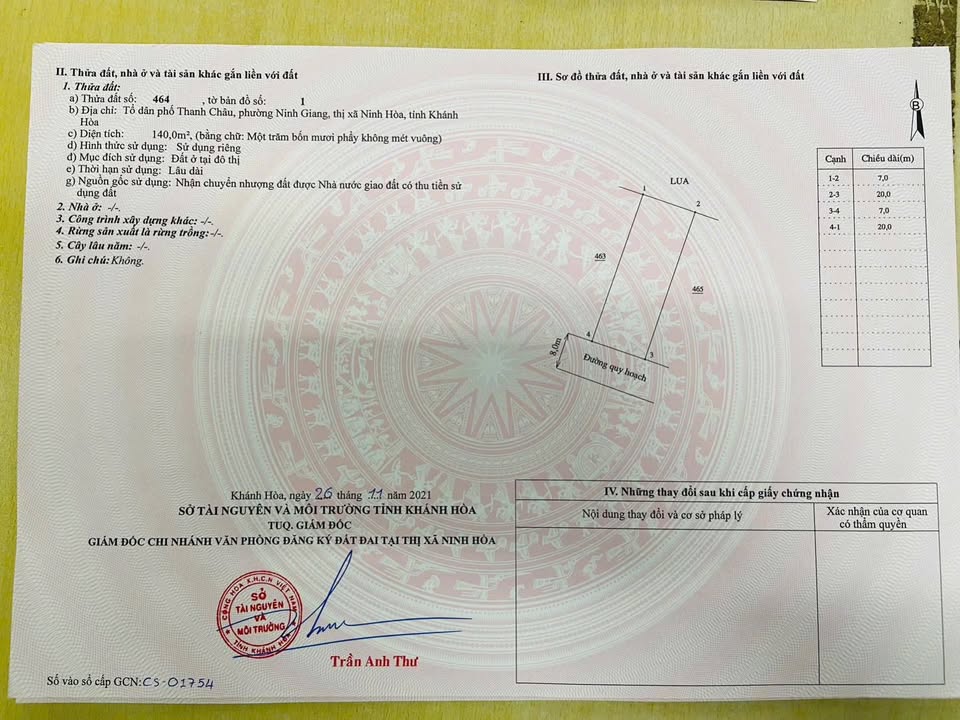 II. Thửa đất, nhà ở và tài sản khác gắn liền với đất
1. Thửa đất:
a) Thửa đất số: 464 , tờ bản đồ số: 1
b) Địa chỉ: Tổ dân phố Thanh Châu, phường Ninh Giang, thị xã Ninh Hòa, tỉnh Khánh
Hòa
c) Diện tích: 140,0m², (bằng chữ: Một trăm bốn mươi phẩy không mét vuông)
d) Hình thức sử dụng: Sử dụng riêng
đ) Mục đích sử dụng: Đất ở tại đô thị
e) Thời hạn sử dụng: Lâu dài
g) Nguồn gốc sử dụng: Nhận chuyển nhượng đất được Nhà nước giao đất có thu tiền sử
dụng đất
2. Nhà ở: -/-.
3. Công trình xây dựng khác: -/-.
4. Rừng sản xuất là rừng trồng: -/-.
5. Cây lâu năm: -/-.
6. Ghi chú: Không.
Khánh Hòa, ngày 26 tháng 11 năm 2021
SỞ TÀI NGUYÊN VÀ MÔI TRƯỜNG TỈNH KHÁNH HÒA
TUQ. GIÁM ĐỐC
GIÁM ĐỐC CHI NHÁNH VĂN PHÒNG ĐĂNG KÝ ĐẤT ĐAI TẠI THỊ XÃ NINH HÒA
CỘNG HÒA X.H.C.N VIỆT NAM
SỞ
TÀI NGUYÊN
VÀ
MÔI TRƯỜNG
TỈNH KHÁNH HÒA
Trần Anh Thư
Số vào sổ cấp GCN: CS-01754
III. Sơ đồ thửa đất, nhà ở và tài sản khác gắn liền với đất
B
Cạnh Chiều dài(m)
1-2 7,0
2-3 20,0
3-4 7,0
4-1 20,0
LUA
1
2
463
465
4
3
8,0m
Đường quy hoạch
IV. Những thay đổi sau khi cấp giấy chứng nhận
Nội dung thay đổi và cơ sở pháp lý
Xác nhận của cơ quan
có thẩm quyền